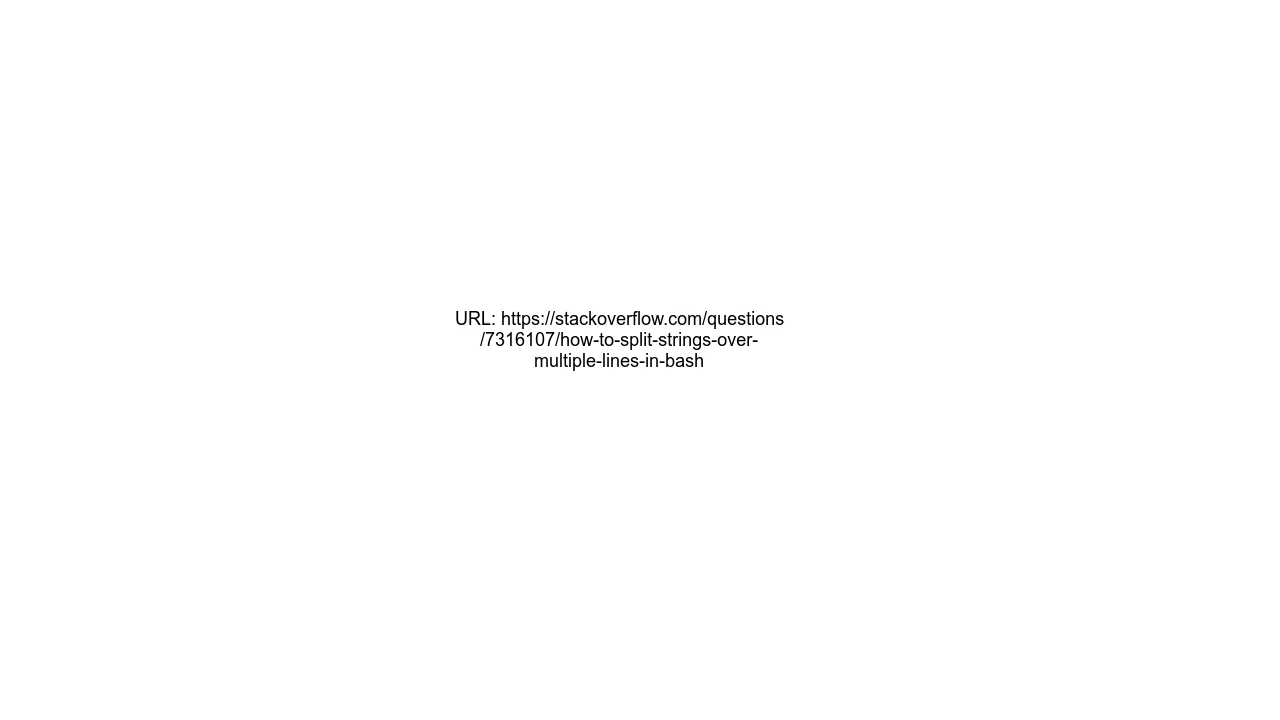 URL: https://stackoverflow.com/questions
/7316107/how-to-split-strings-over-
multiple-lines-in-bash